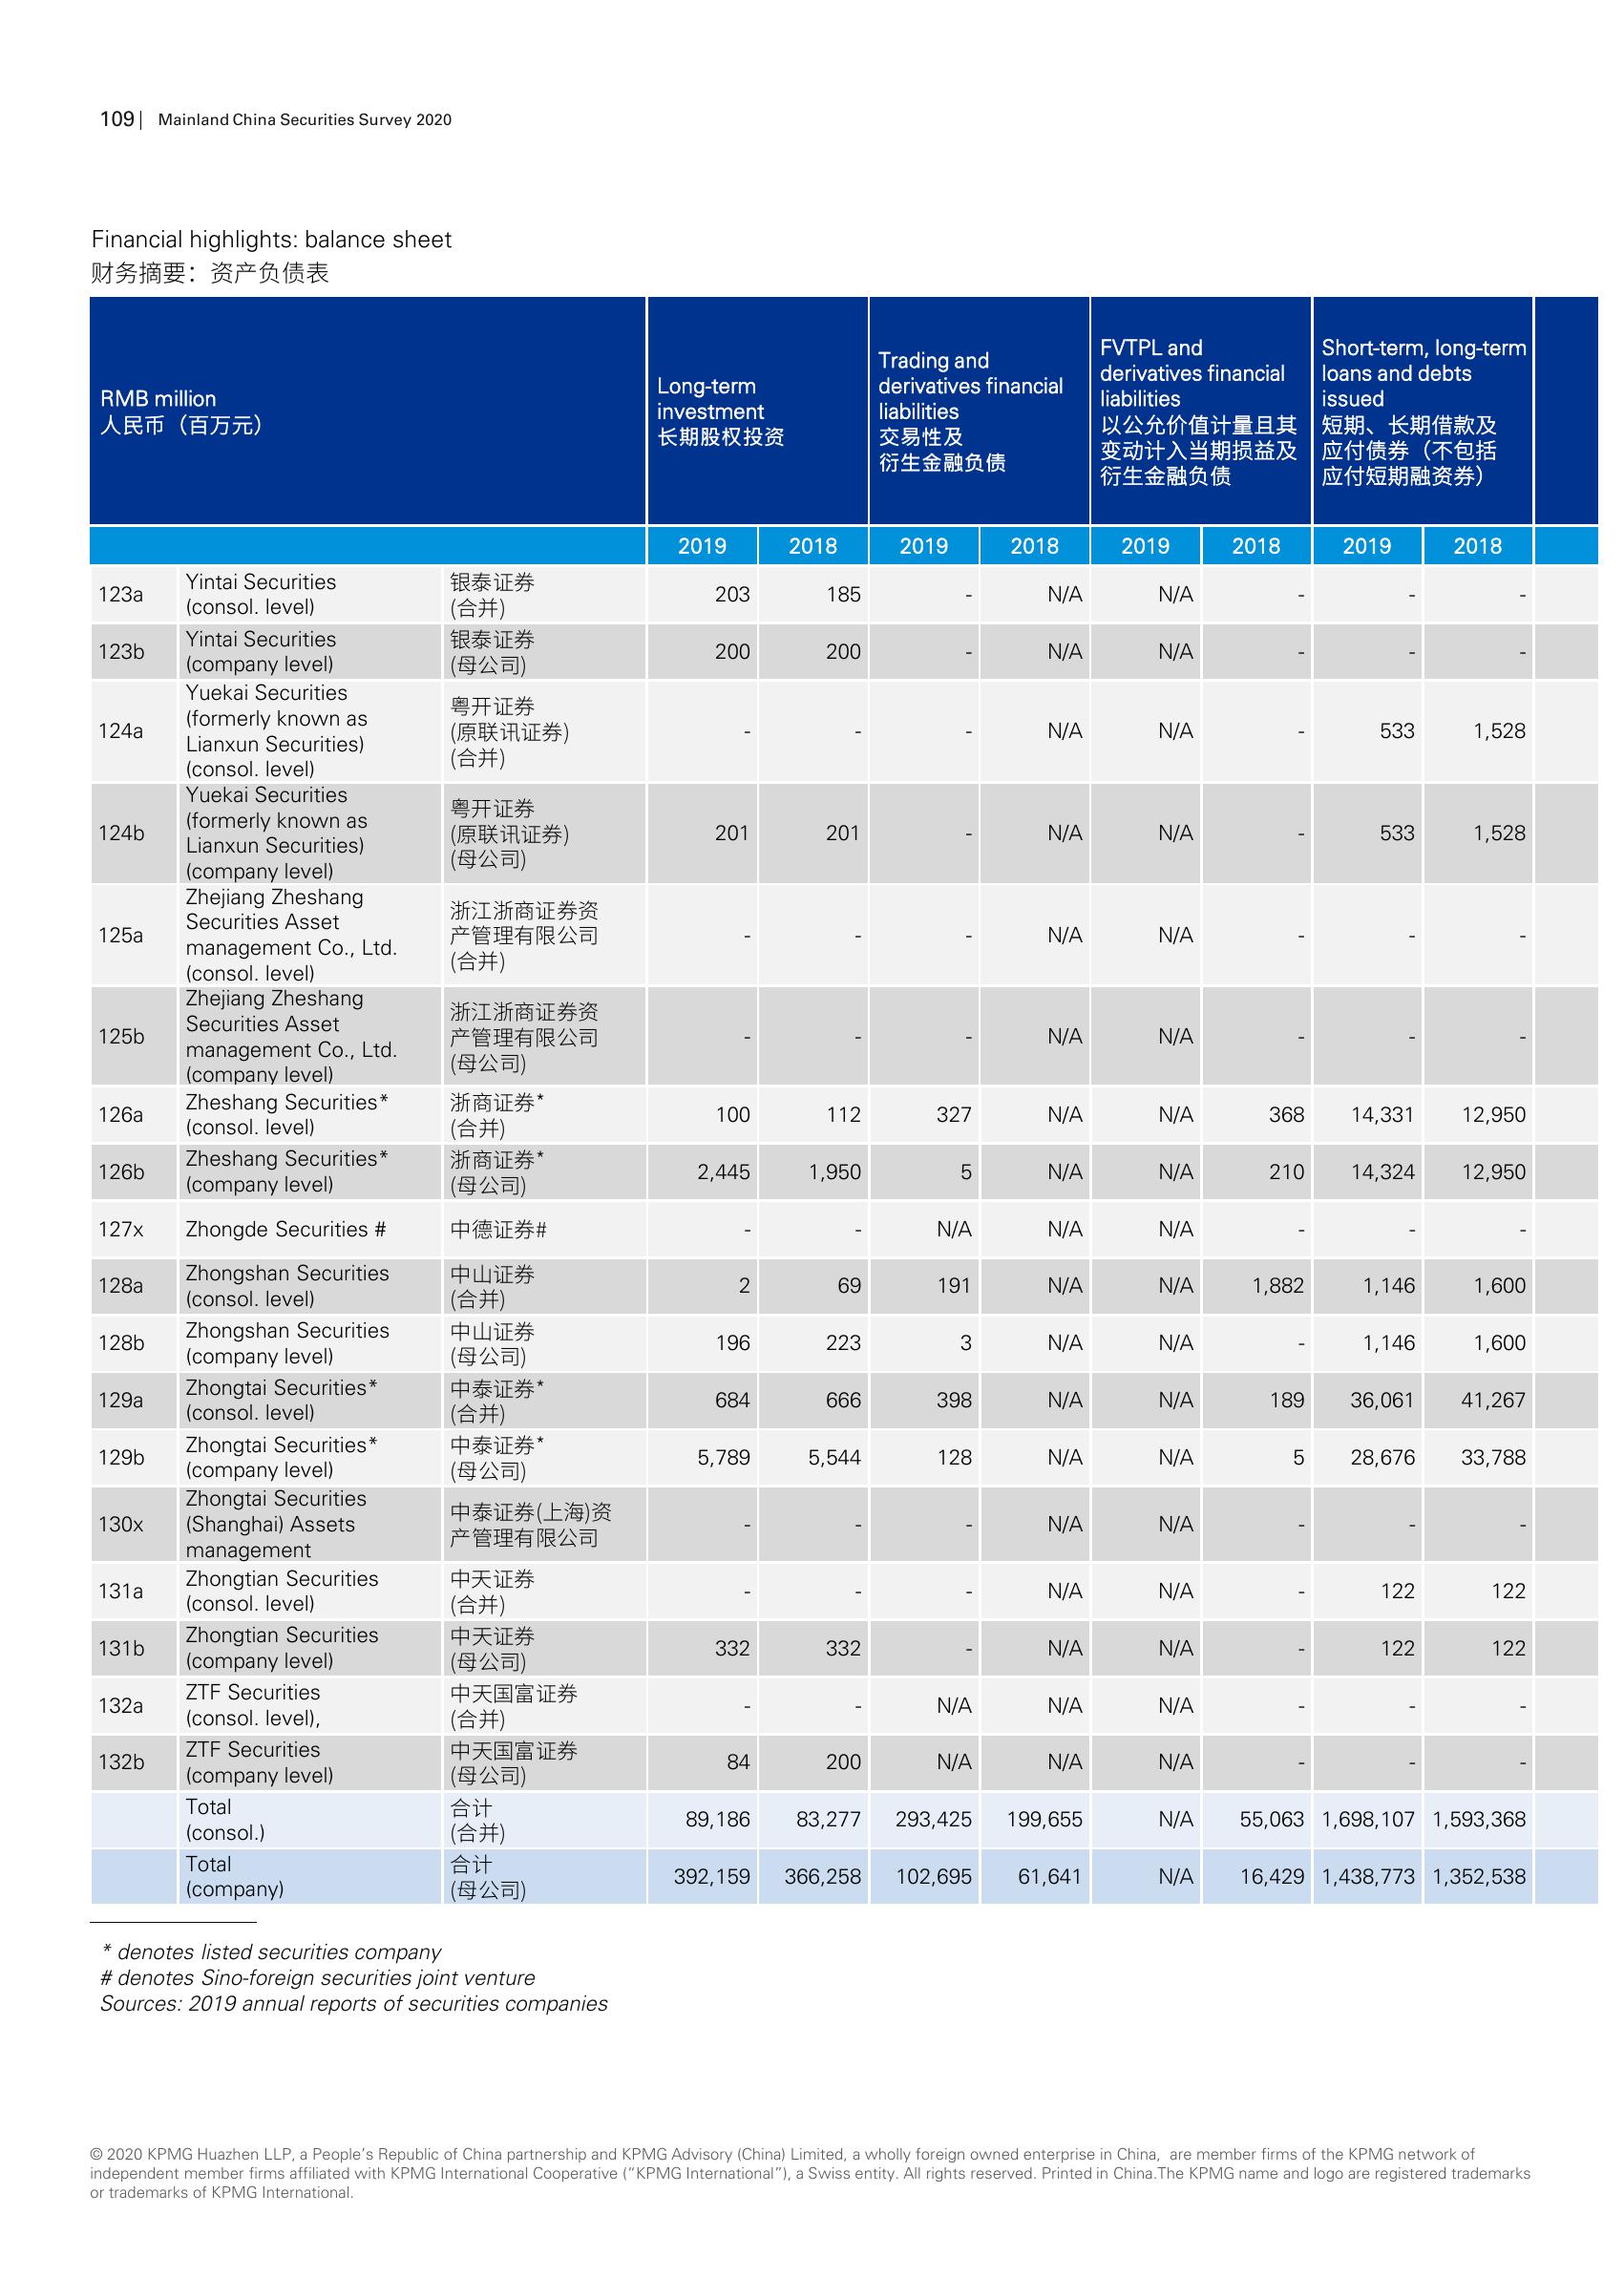 109 | Mainland China Securities Survey 2020
Financial highlights: balance sheet
财务摘要：资产负债表
RMB million
人民币（百万元）
Long-term
investment
长期股权投资
Trading and
derivatives financial
liabilities
交易性及
衍生金融负债
FVTPL and
derivatives financial
liabilities
以公允价值计量且其
变动计入当期损益及
衍生金融负债
Short-term, long-term
loans and debts
issued
短期、长期借款及
应付债券（不包括
应付短期融资券）
2019 2018 2019 2018 2019 2018 2019 2018
123a Yintai Securities (consol. level) 银泰证券 (合并) 203 185 - N/A N/A - - -
123b Yintai Securities (company level) 银泰证券 (母公司) 200 200 - N/A N/A - - -
124a Yuekai Securities (formerly known as Lianxun Securities) (consol. level) 粤开证券 (原联讯证券) (合并) - - - N/A N/A - 533 1,528
124b Yuekai Securities (formerly known as Lianxun Securities) (company level) 粤开证券 (原联讯证券) (母公司) 201 201 - N/A N/A - 533 1,528
125a Zhejiang Zheshang Securities Asset management Co., Ltd. (consol. level) 浙江浙商证券资产管理有限公司 (合并) - - - N/A N/A - - -
125b Zhejiang Zheshang Securities Asset management Co., Ltd. (company level) 浙江浙商证券资产管理有限公司 (母公司) - - - N/A N/A - - -
126a Zheshang Securities* (consol. level) 浙商证券* (合并) 100 112 327 N/A N/A 368 14,331 12,950
126b Zheshang Securities* (company level) 浙商证券* (母公司) 2,445 1,950 5 N/A N/A 210 14,324 12,950
127x Zhongde Securities # 中德证券# - - N/A N/A N/A - - -
128a Zhongshan Securities (consol. level) 中山证券 (合并) 2 69 191 N/A N/A 1,882 1,146 1,600
128b Zhongshan Securities (company level) 中山证券 (母公司) 196 223 3 N/A N/A - 1,146 1,600
129a Zhongtai Securities* (consol. level) 中泰证券* (合并) 684 666 398 N/A N/A 189 36,061 41,267
129b Zhongtai Securities* (company level) 中泰证券* (母公司) 5,789 5,544 128 N/A N/A 5 28,676 33,788
130x Zhongtai Securities (Shanghai) Assets management 中泰证券(上海)资产管理有限公司 - - - N/A N/A - - -
131a Zhongtian Securities (consol. level) 中天证券 (合并) - - - N/A N/A - 122 122
131b Zhongtian Securities (company level) 中天证券 (母公司) 332 332 - N/A N/A - 122 122
132a ZTF Securities (consol. level), 中天国富证券 (合并) - - N/A N/A N/A - - -
132b ZTF Securities (company level) 中天国富证券 (母公司) 84 200 N/A N/A N/A - - -
Total (consol.) 合计 (合并) 89,186 83,277 293,425 199,655 N/A 55,063 1,698,107 1,593,368
Total (company) 合计 (母公司) 392,159 366,258 102,695 61,641 N/A 16,429 1,438,773 1,352,538
* denotes listed securities company
# denotes Sino-foreign securities joint venture
Sources: 2019 annual reports of securities companies
© 2020 KPMG Huazhen LLP, a People’s Republic of China partnership and KPMG Advisory (China) Limited, a wholly foreign owned enterprise in China, are member firms of the KPMG network of
independent member firms affiliated with KPMG International Cooperative (“KPMG International”), a Swiss entity. All rights reserved. Printed in China.The KPMG name and logo are registered trademarks
or trademarks of KPMG International.